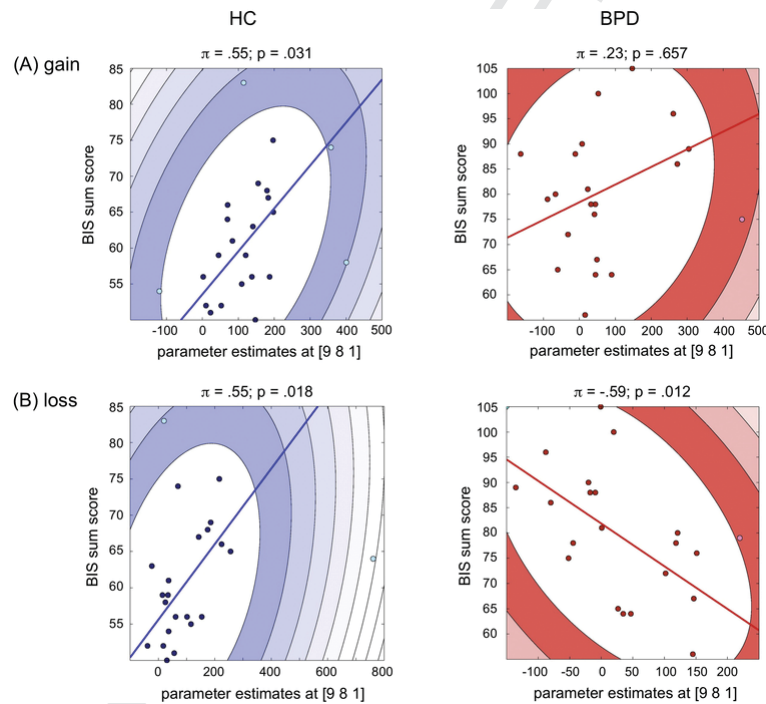 HC
BPD
(A) gain
π = .55; p = .031
π = .23; p = .657
85
80
75
70
65
60
55
BIS sum score
-100 0 100 200 300 400 500
parameter estimates at [9 8 1]
105
100
95
90
85
80
75
70
65
60
BIS sum score
-100 0 100 200 300 400 500
parameter estimates at [9 8 1]
(B) loss
π = .55; p = .018
π = -.59; p = .012
85
80
75
70
65
60
55
BIS sum score
0 200 400 600 800
parameter estimates at [9 8 1]
105
100
95
90
85
80
75
70
65
60
BIS sum score
-100 -50 0 50 100 150 200
parameter estimates at [9 8 1]